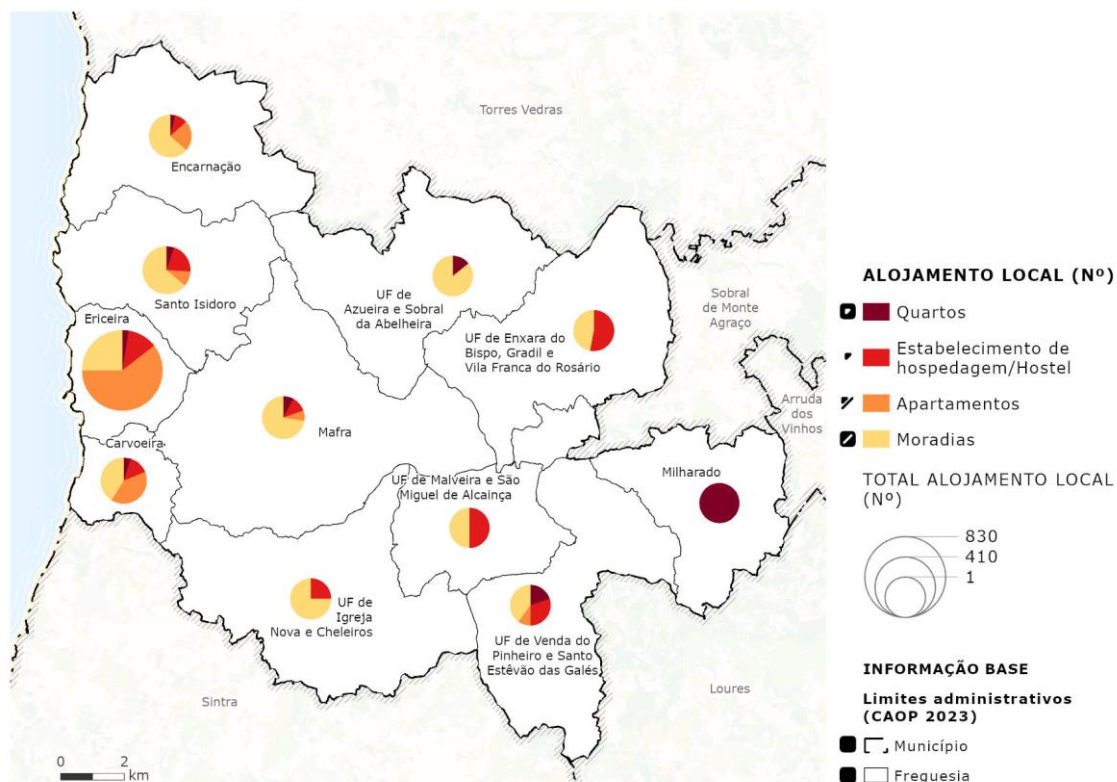 Torres Vedras
Encarnação
Santo Isidoro
Ericeira
UF de
Azueira e Sobral
da Abelheira
UF de Enxara do
Bispo, Gradil e
Vila Franca do Rosário
Sobral
de Monte
Agraço
Arruda
dos
Vinhos
Mafra
Carvoeira
UF de Malveira e São
Miguel de Alcainça
Milharado
UF de
Igreja
Nova e Cheleiros
UF de Venda do
Pinheiro e Santo
Estêvão das Galés
Sintra
Loures
0 2
km
ALOJAMENTO LOCAL (Nº)
Quartos
Estabelecimento de
hospedagem/Hostel
Apartamentos
Moradias
TOTAL ALOJAMENTO LOCAL
(Nº)
830
410
1
INFORMAÇÃO BASE
Limites administrativos
(CAOP 2023)
Município
Freguesia